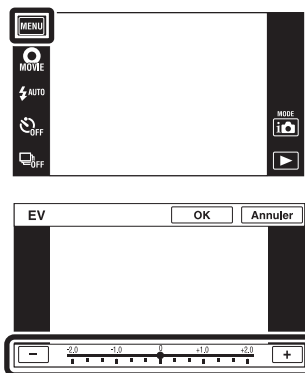 MENU
MOVIE
AUTO
OFF
OFF
MODE
i
EV OK Annuler
-2,0 -1,0 0 +1,0 +2,0
− +